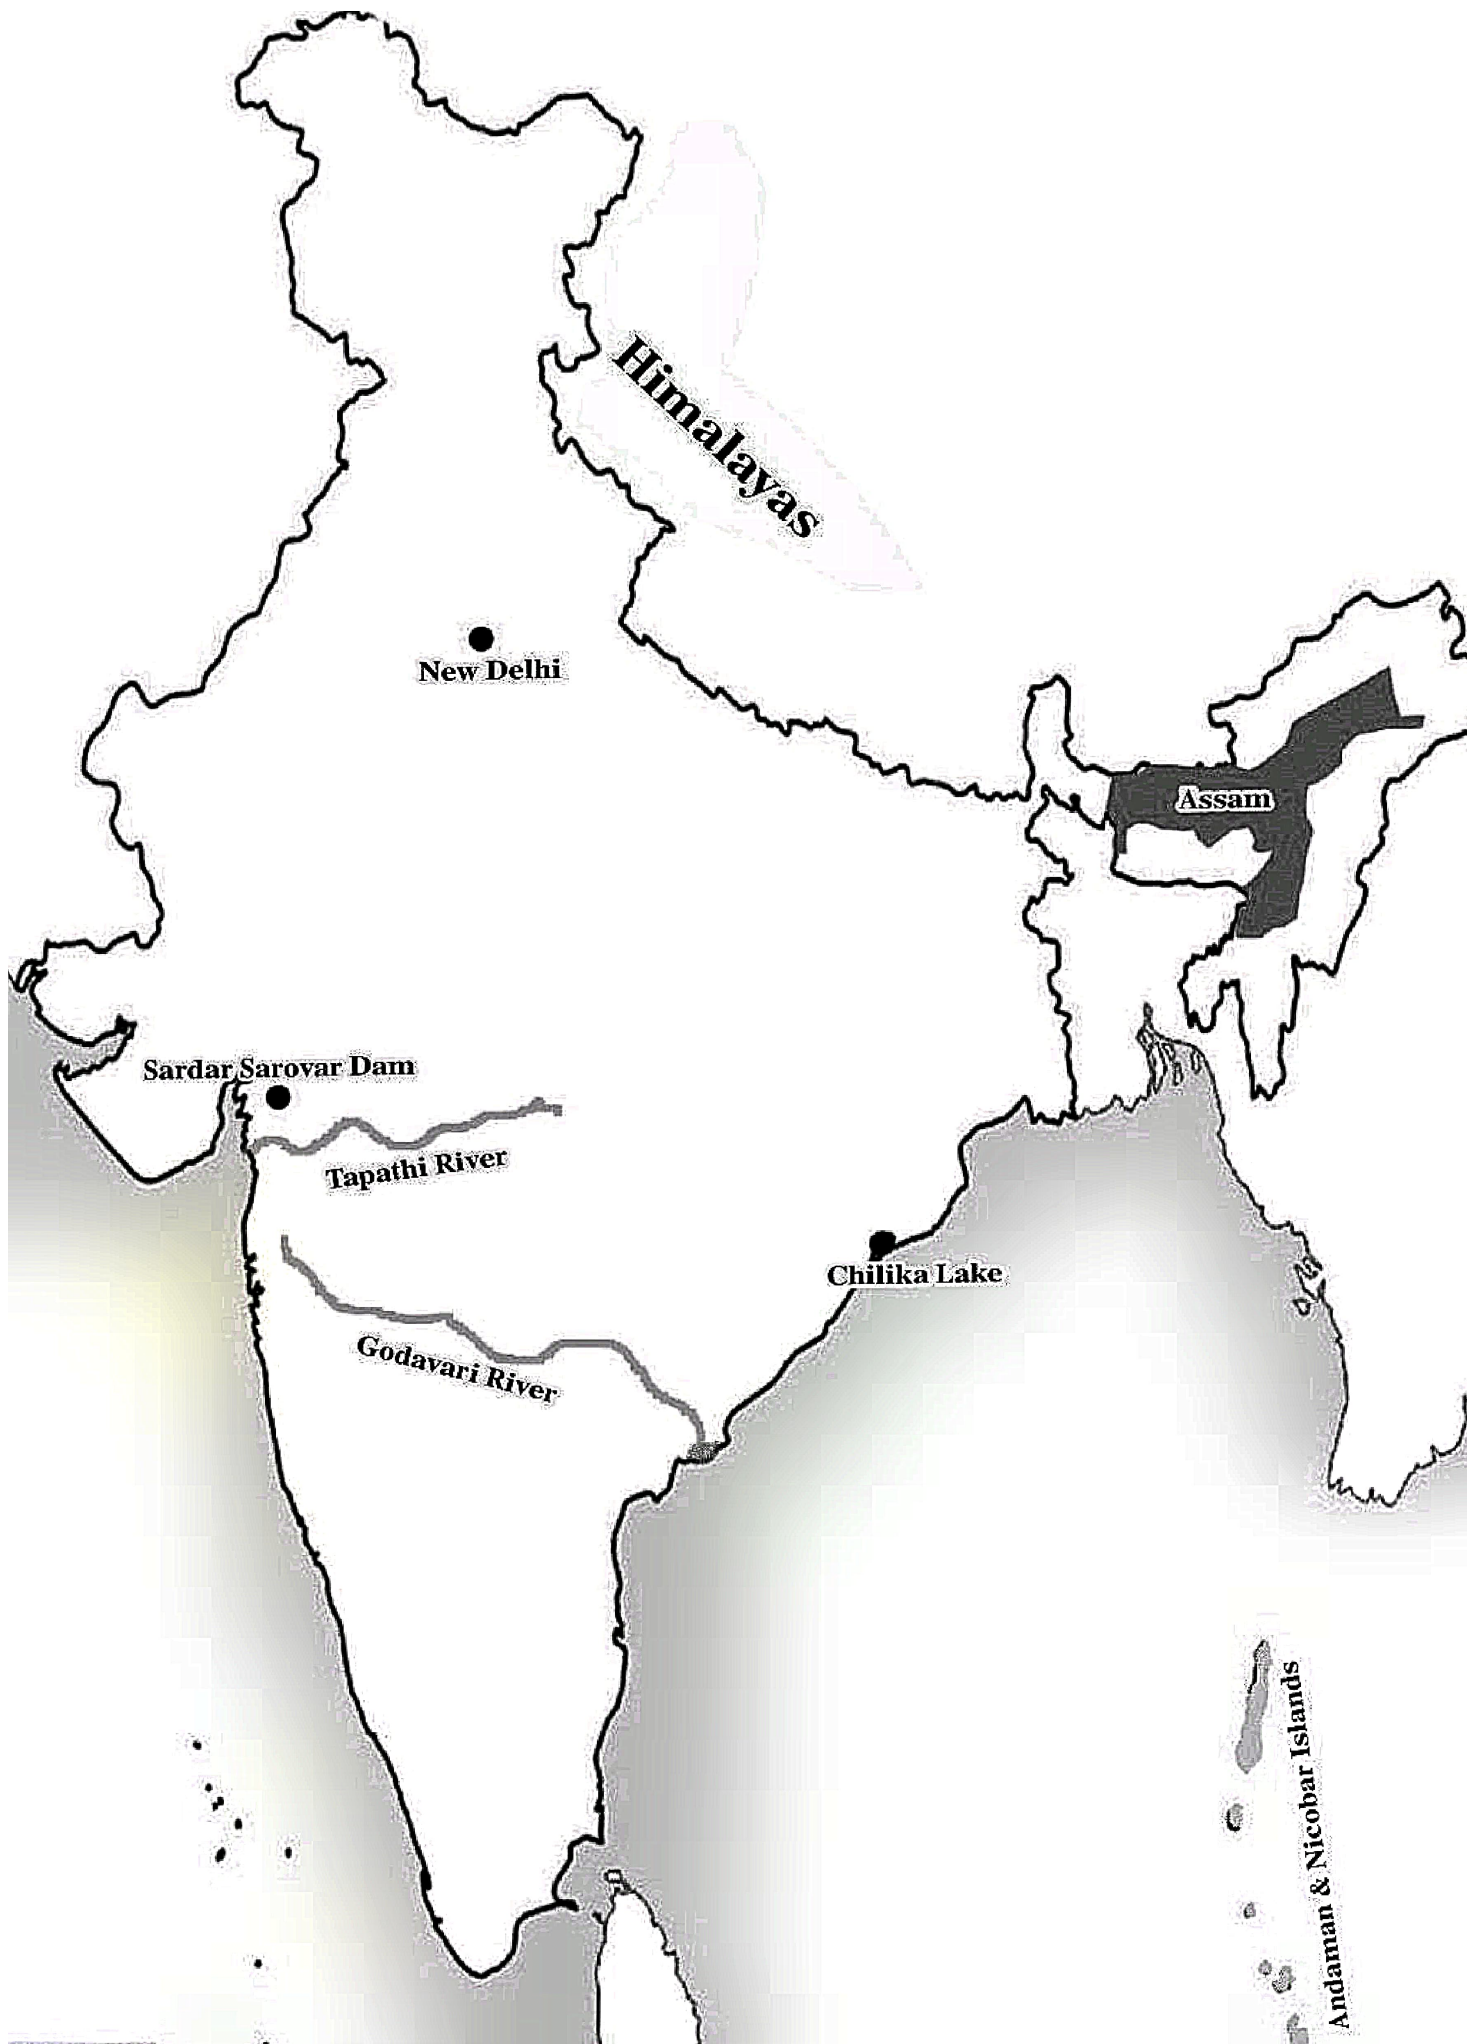 Himalayas
New Delhi
Assam
Sardar Sarovar Dam
Tapathi River
Chilika Lake
Godavari River
Andaman & Nicobar Islands